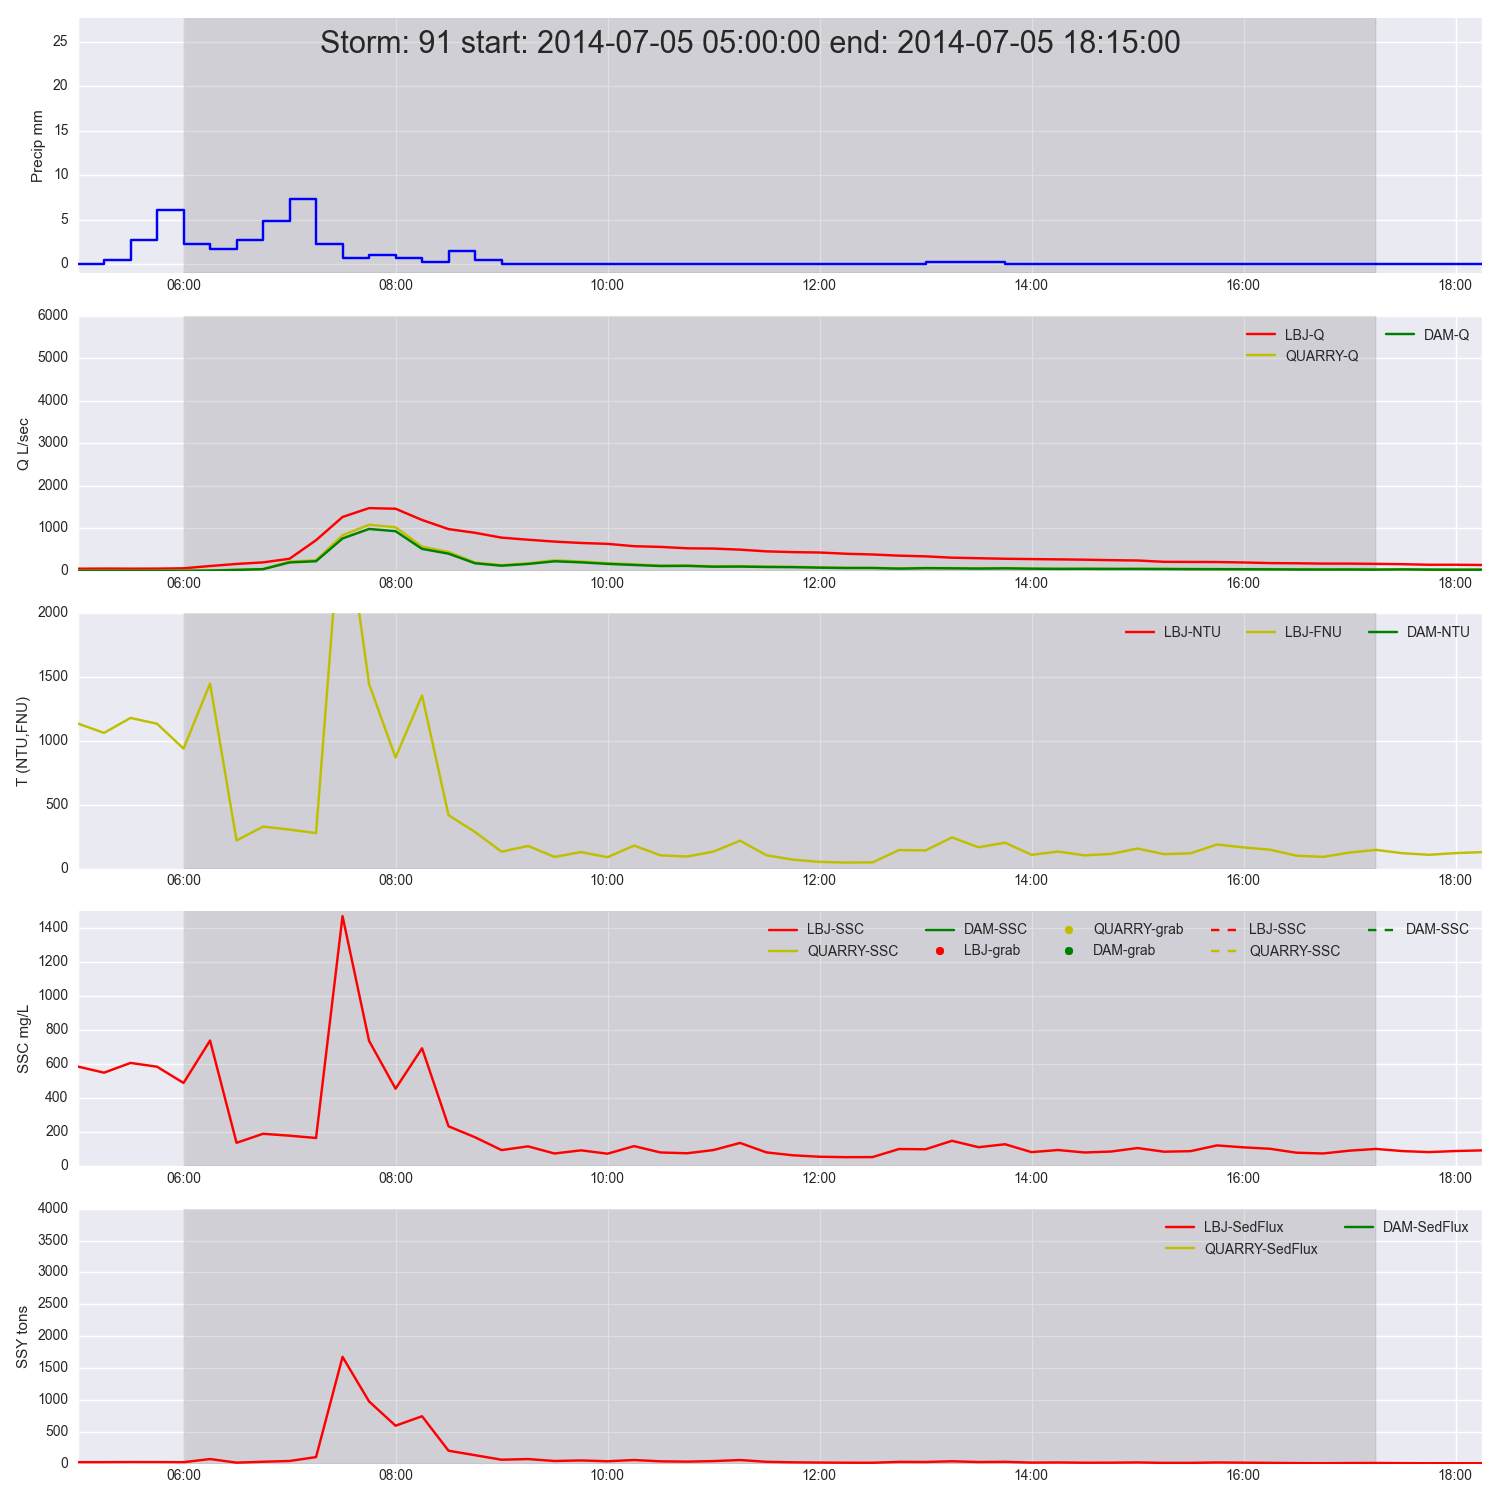 Storm: 91 start: 2014-07-05 05:00:00 end: 2014-07-05 18:15:00
Precip mm
25
20
15
10
5
0
06:00 08:00 10:00 12:00 14:00 16:00 18:00
Q L/sec
6000
5000
4000
3000
2000
1000
0
LBJ-Q DAM-Q
QUARRY-Q
06:00 08:00 10:00 12:00 14:00 16:00 18:00
T (NTU,FNU)
2000
1500
1000
500
0
LBJ-NTU LBJ-FNU DAM-NTU
06:00 08:00 10:00 12:00 14:00 16:00 18:00
SSC mg/L
1400
1200
1000
800
600
400
200
0
LBJ-SSC DAM-SSC QUARRY-grab LBJ-SSC DAM-SSC
QUARRY-SSC LBJ-grab DAM-grab QUARRY-SSC
06:00 08:00 10:00 12:00 14:00 16:00 18:00
SSY tons
4000
3500
3000
2500
2000
1500
1000
500
0
LBJ-SedFlux DAM-SedFlux
QUARRY-SedFlux
06:00 08:00 10:00 12:00 14:00 16:00 18:00